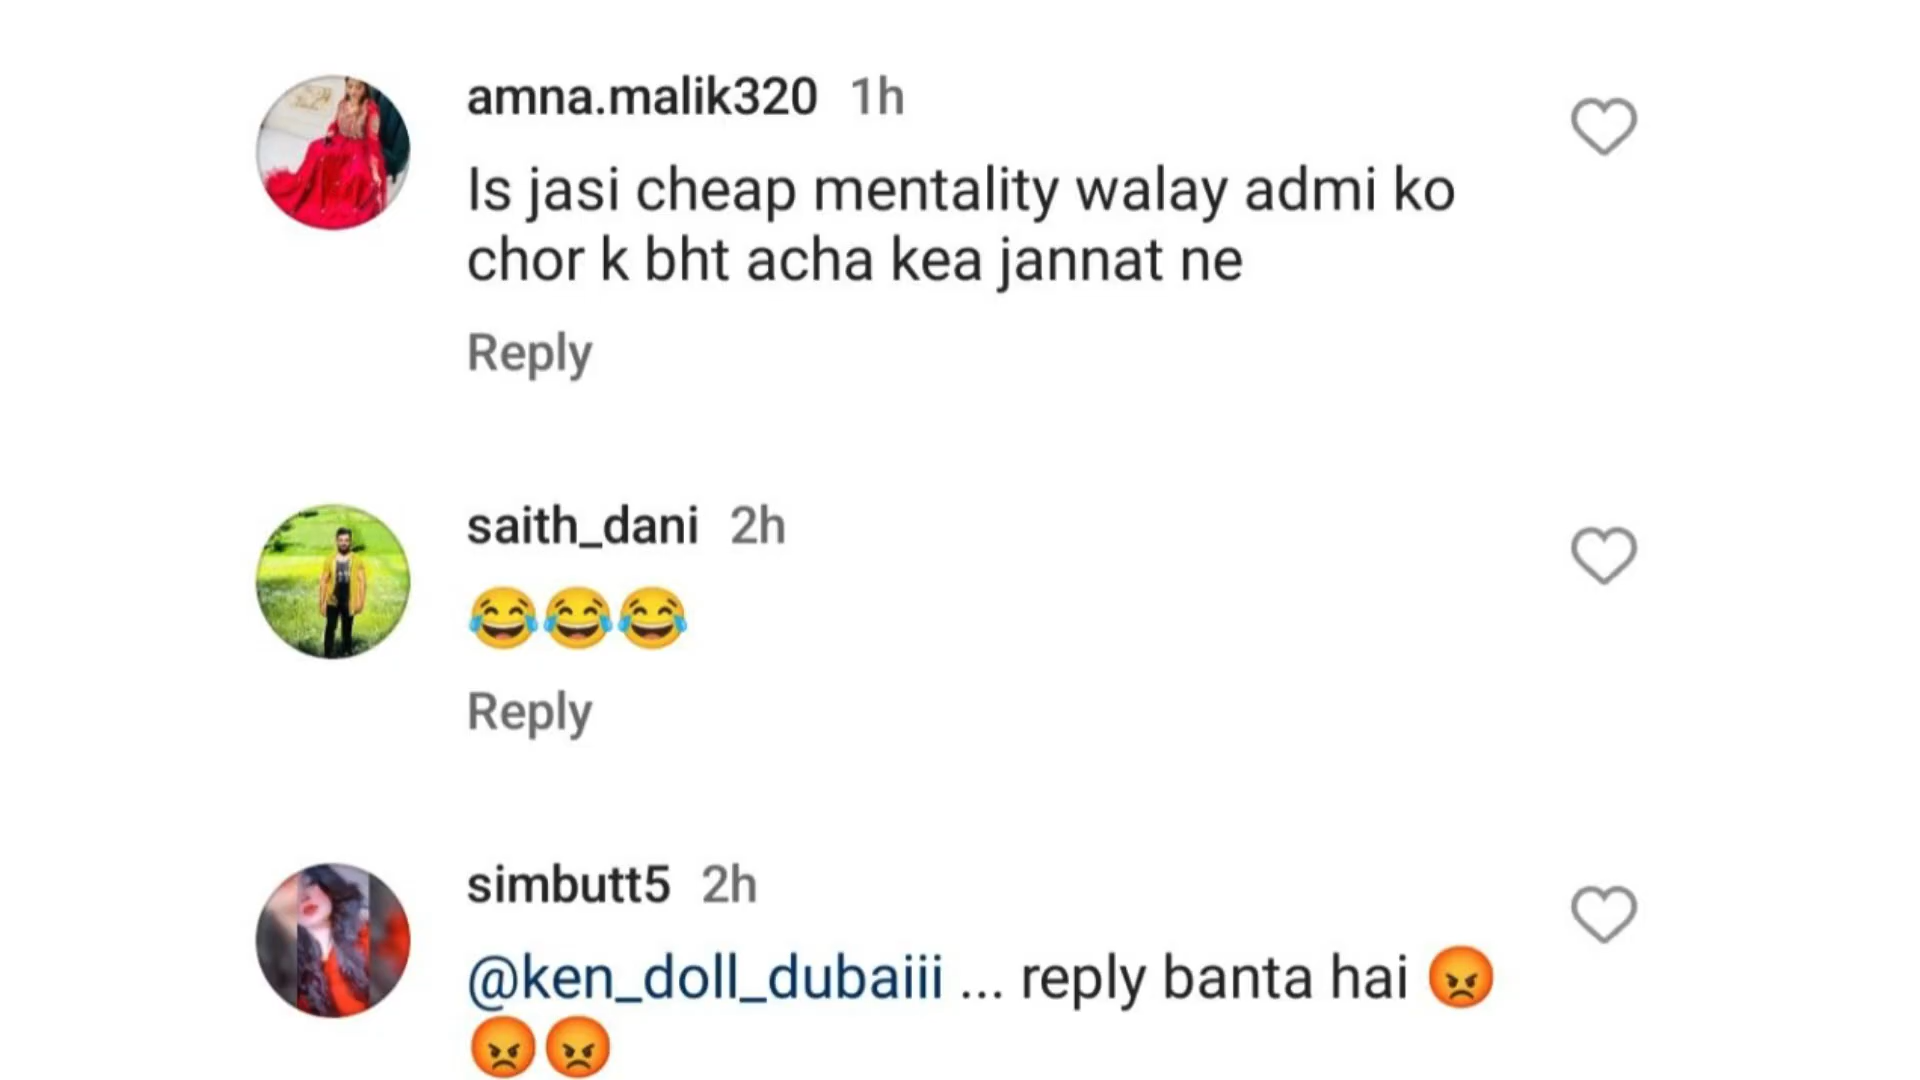 amna.malik320 1h
Is jasi cheap mentality walay admi ko
chor k bht acha kea jannat ne
Reply
saith_dani 2h
😂😂😂
Reply
simbutt5 2h
@ken_doll_dubaiii ... reply banta hai 😡
😡😡